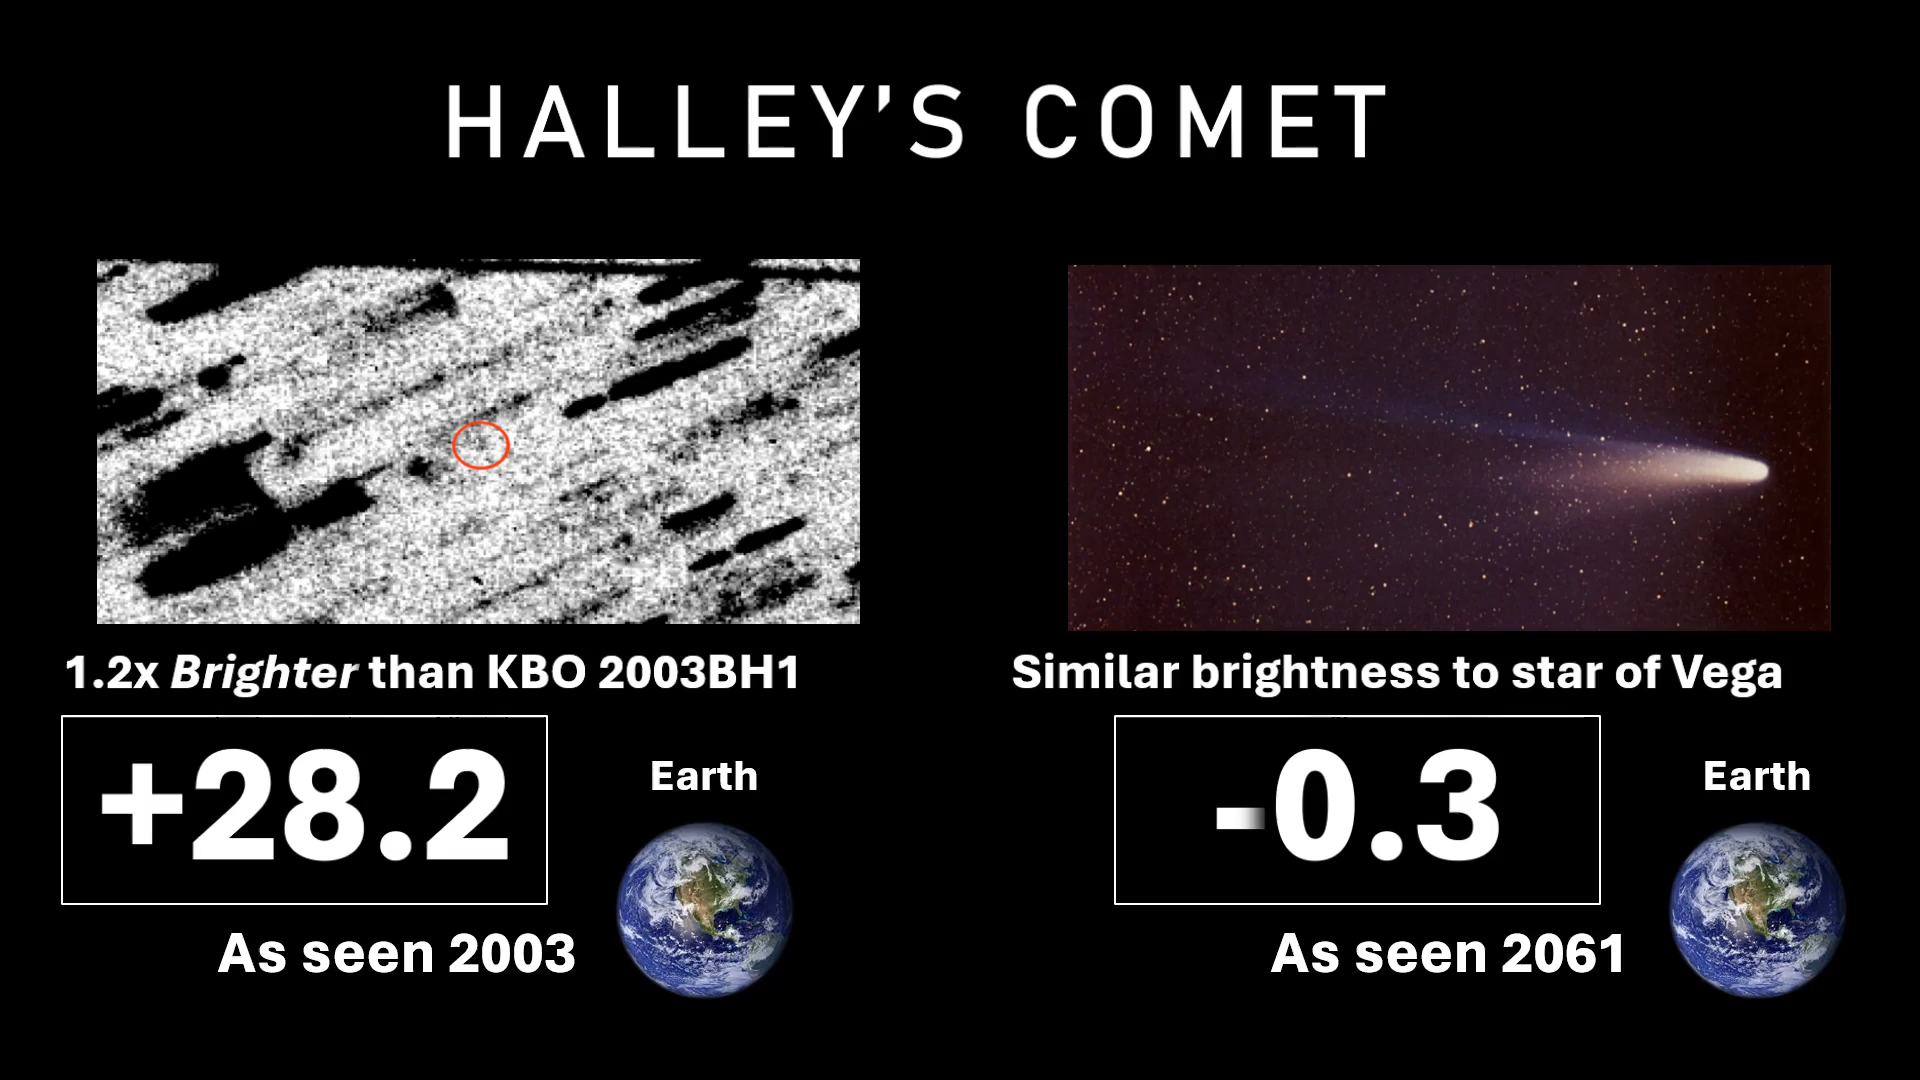 HALLEY’S COMET
1.2x Brighter than KBO 2003BH1
+28.2
Earth
As seen 2003
Similar brightness to star of Vega
-0.3
Earth
As seen 2061